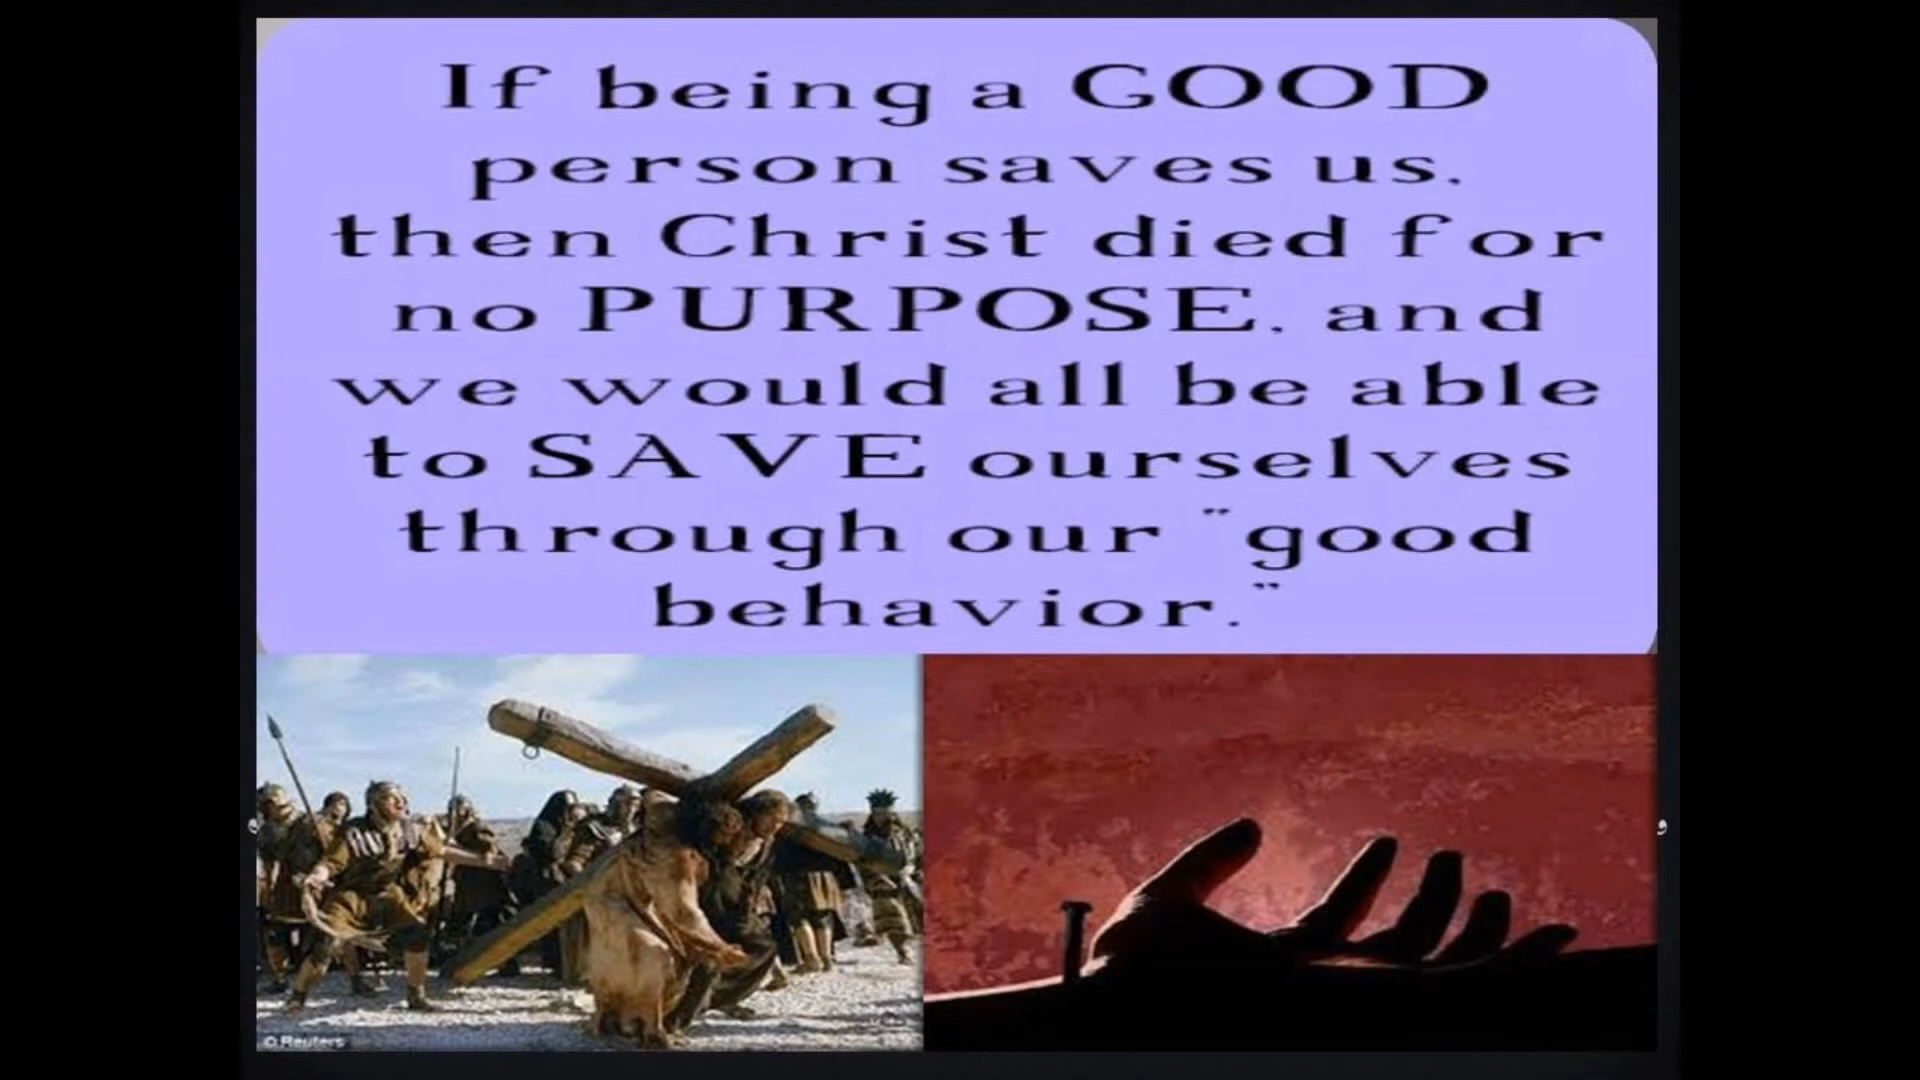 If being a GOOD
person saves us,
then Christ died for
no PURPOSE, and
we would all be able
to SAVE ourselves
through our "good
behavior."
© Reuters